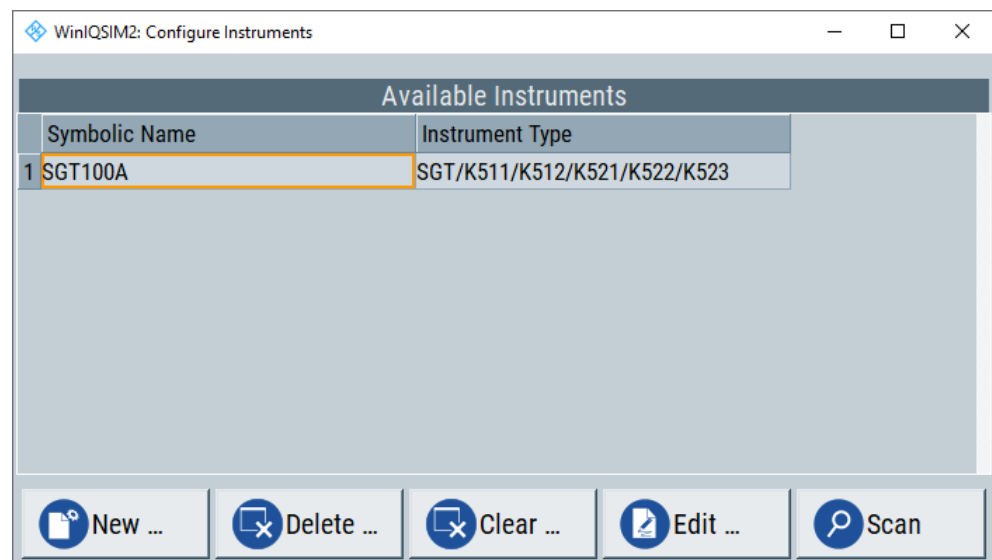 WinIQSIM2: Configure Instruments
Available Instruments
Symbolic Name Instrument Type
1 SGT100A SGT/K511/K512/K521/K522/K523
New ... Delete ... Clear ... Edit ... Scan